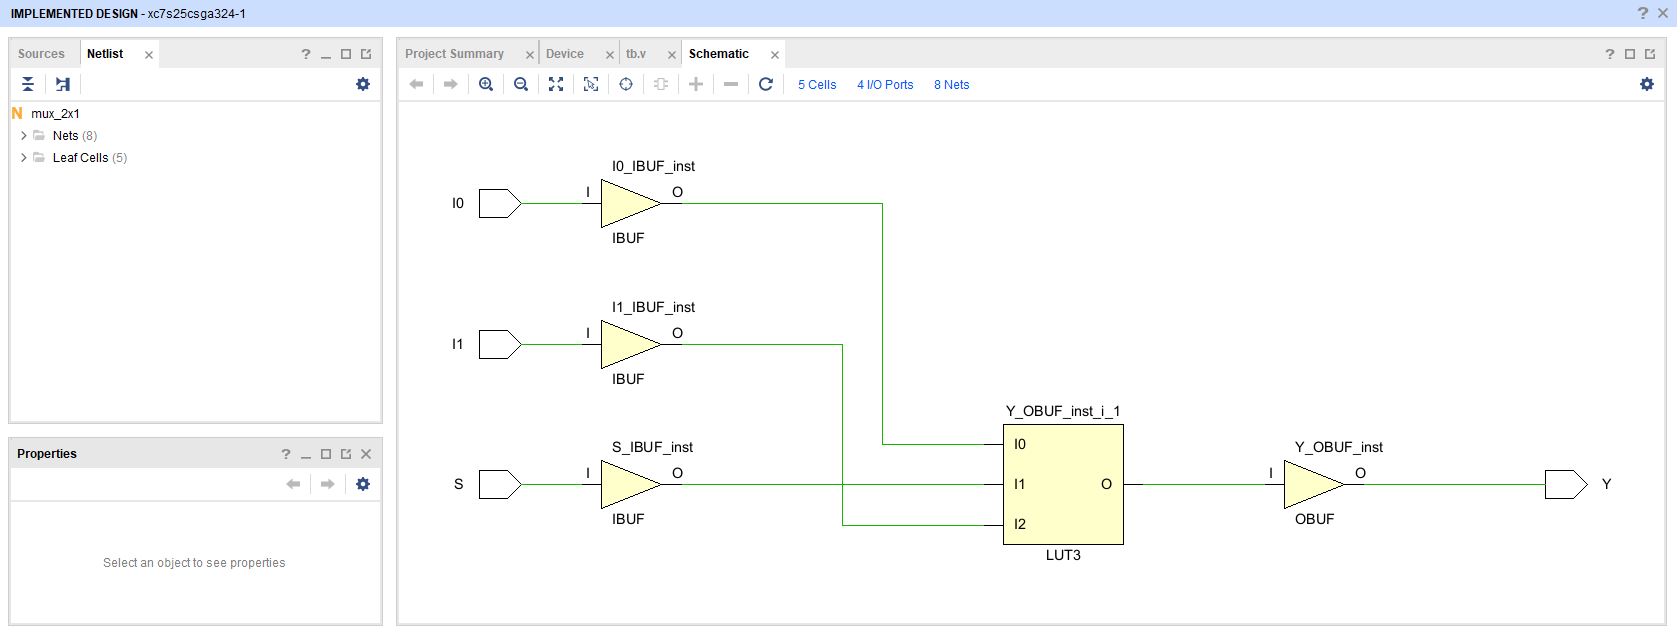 IMPLEMENTED DESIGN - xc7s25csga324-1
Sources
Netlist
mux_2x1
Nets (8)
Leaf Cells (5)
Properties
Select an object to see properties
Project Summary
Device
tb.v
Schematic
5 Cells
4 I/O Ports
8 Nets
I0_IBUF_inst
I0
I
O
IBUF
I1_IBUF_inst
I1
I
O
IBUF
S_IBUF_inst
S
I
O
IBUF
Y_OBUF_inst_i_1
I0
I1
I2
O
LUT3
Y_OBUF_inst
I
O
OBUF
Y